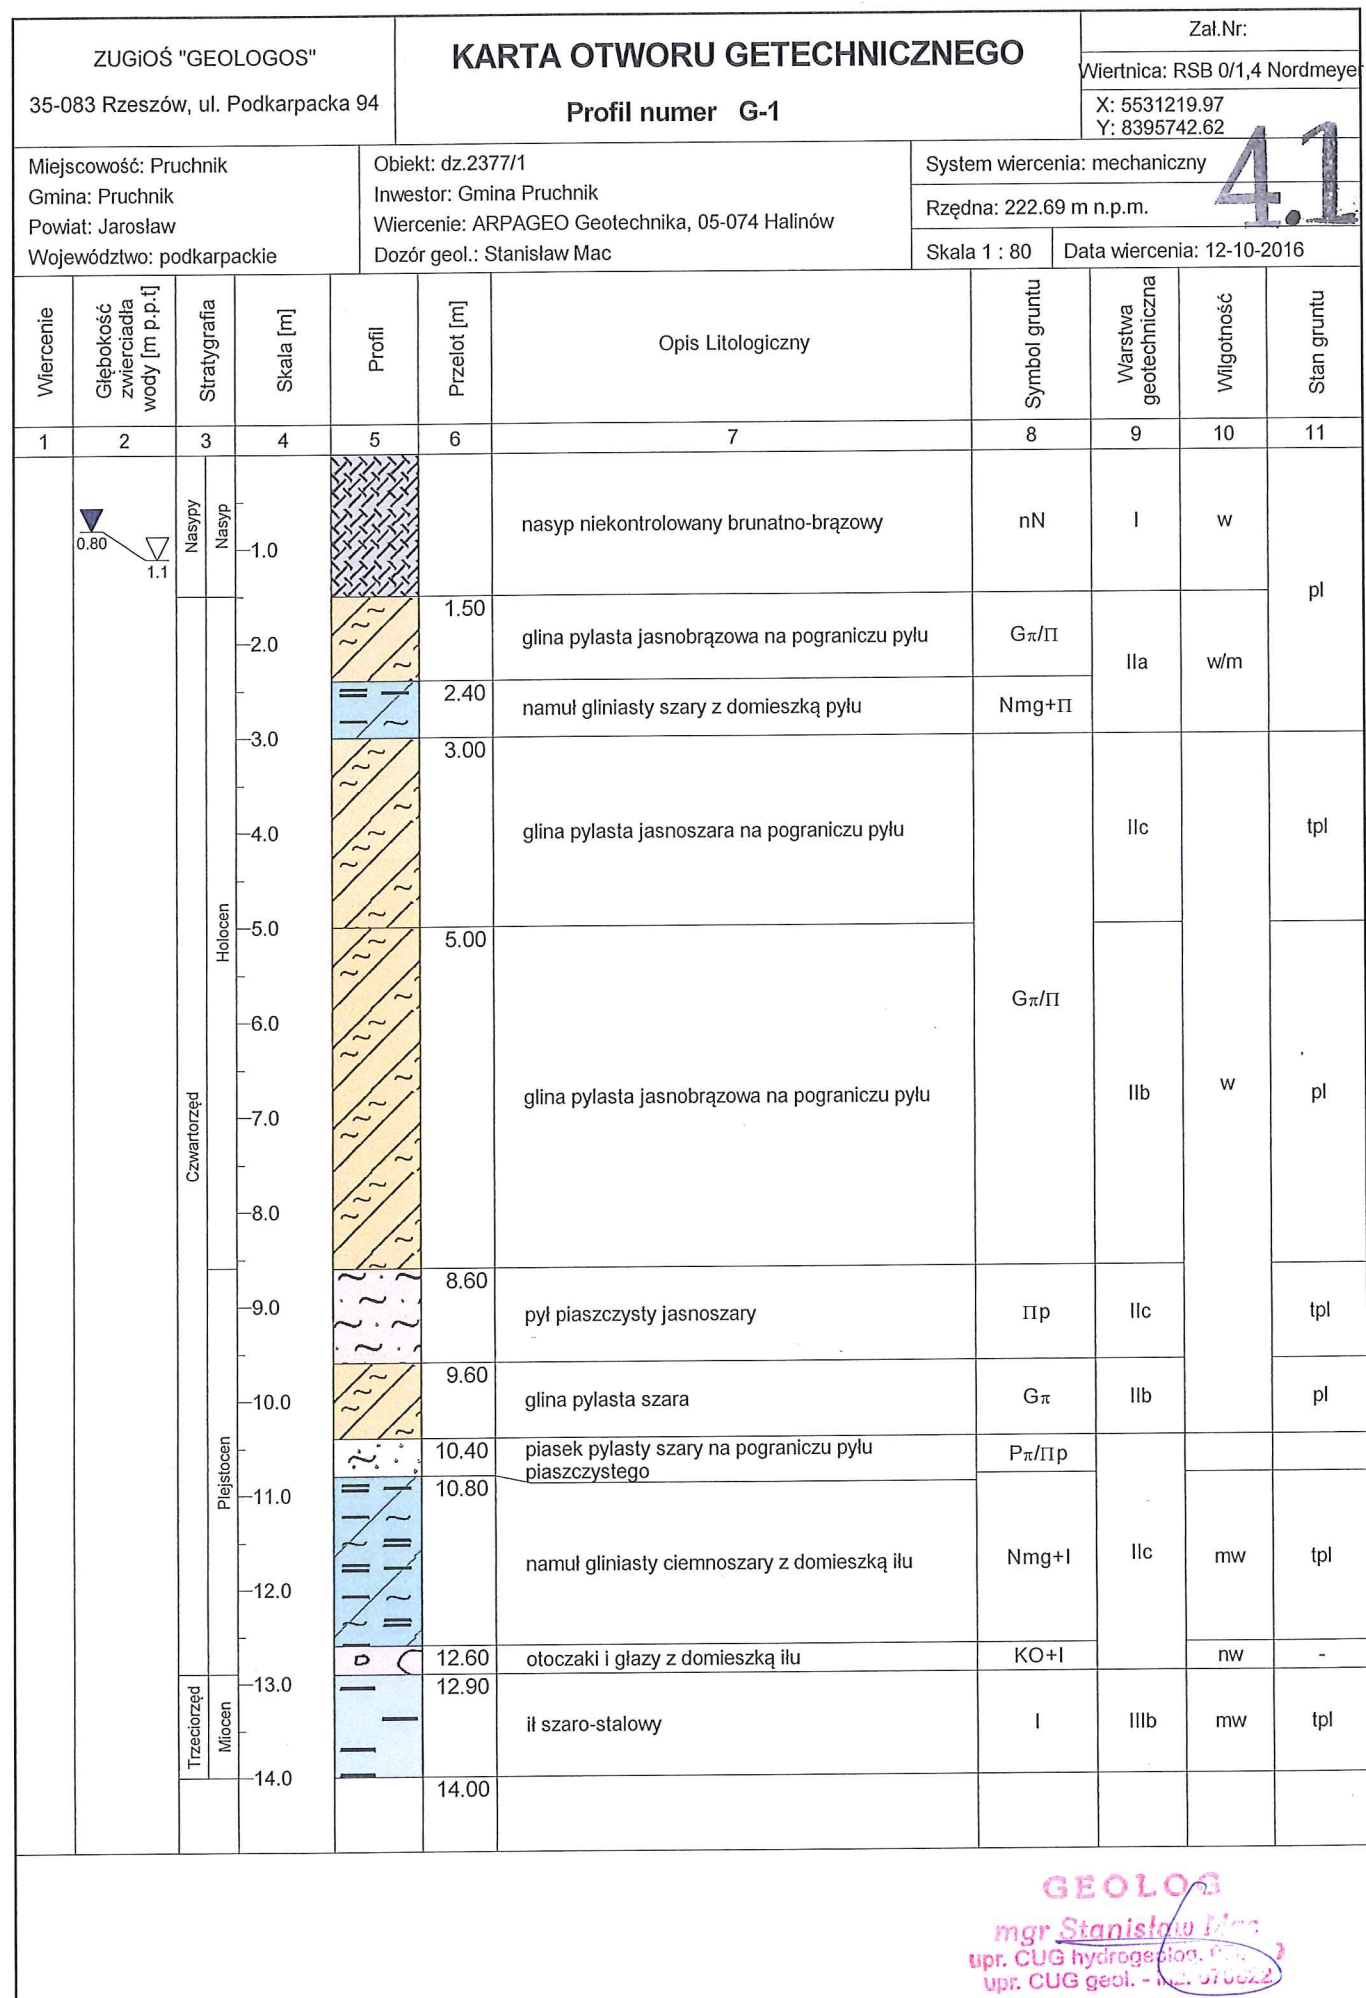 ZUGiOŚ "GEOLOGOS"
35-083 Rzeszów, ul. Podkarpacka 94
KARTA OTWORU GETECHNICZNEGO
Profil numer G-1
Zał.Nr:
Wiertnica: RSB 0/1,4 Nordmeyer
X: 5531219.97
Y: 8395742.62
4.1
Miejscowość: Pruchnik
Gmina: Pruchnik
Powiat: Jarosław
Województwo: podkarpackie
Obiekt: dz.2377/1
Inwestor: Gmina Pruchnik
Wiercenie: ARPAGEO Geotechnika, 05-074 Halinów
Dozór geol.: Stanisław Mac
System wiercenia: mechaniczny
Rzędna: 222.69 m n.p.m.
Skala 1 : 80 Data wiercenia: 12-10-2016
Wiercenie
Głębokość
zwierciadła
wody [m p.p.t]
Stratygrafia
Skala [m]
Profil
Przelot [m]
Opis Litologiczny
Symbol gruntu
Warstwa
geotechniczna
Wilgotność
Stan gruntu
1 2 3 4 5 6 7 8 9 10 11
0.80
1.1
Nasypy
Nasyp
Czwartorzęd
Holocen
Plejstocen
Trzeciorzęd
Miocen
1.0
2.0
3.0
4.0
5.0
6.0
7.0
8.0
9.0
10.0
11.0
12.0
13.0
14.0
nasyp niekontrolowany brunatno-brązowy nN I w
pl
1.50
glina pylasta jasnobrązowa na pograniczu pyłu Gπ/Π
IIa w/m
2.40
namuł gliniasty szary z domieszką pyłu Nmg+Π
3.00
glina pylasta jasnoszara na pograniczu pyłu IIc tpl
5.00
Gπ/Π
glina pylasta jasnobrązowa na pograniczu pyłu IIb w pl
8.60
pył piaszczysty jasnoszary Πp IIc tpl
9.60
glina pylasta szara Gπ IIb pl
10.40
piasek pylasty szary na pograniczu pyłu
piaszczystego
Pπ/Πp
10.80
namuł gliniasty ciemnoszary z domieszką iłu Nmg+I IIc mw tpl
12.60 otoczaki i głazy z domieszką iłu KO+I nw -
12.90
ił szaro-stalowy I IIIb mw tpl
14.00
GEOLOG
mgr Stanisław Mac
upr. CUG hydrogeolog.
upr. CUG geol. -